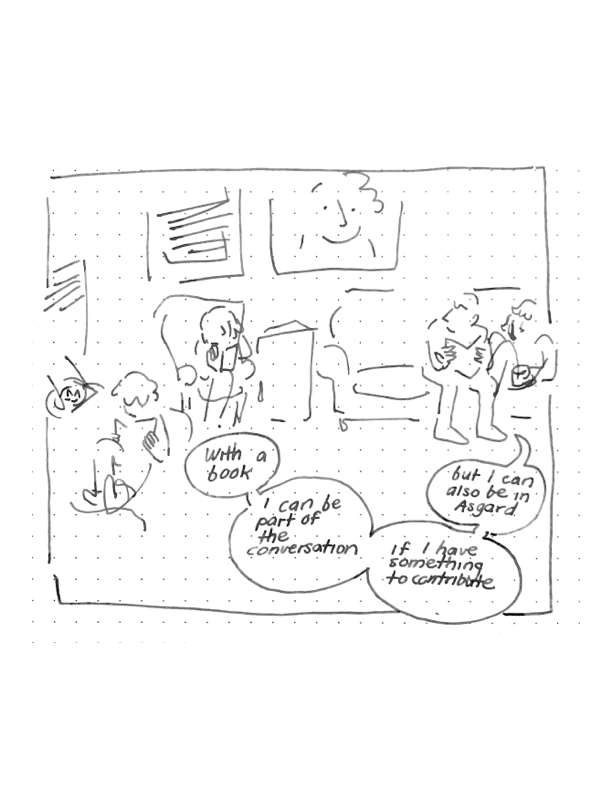 With a
book
I can be
part of
the
conversation
if I have
something
to contribute
but I can
also be in
Asgard